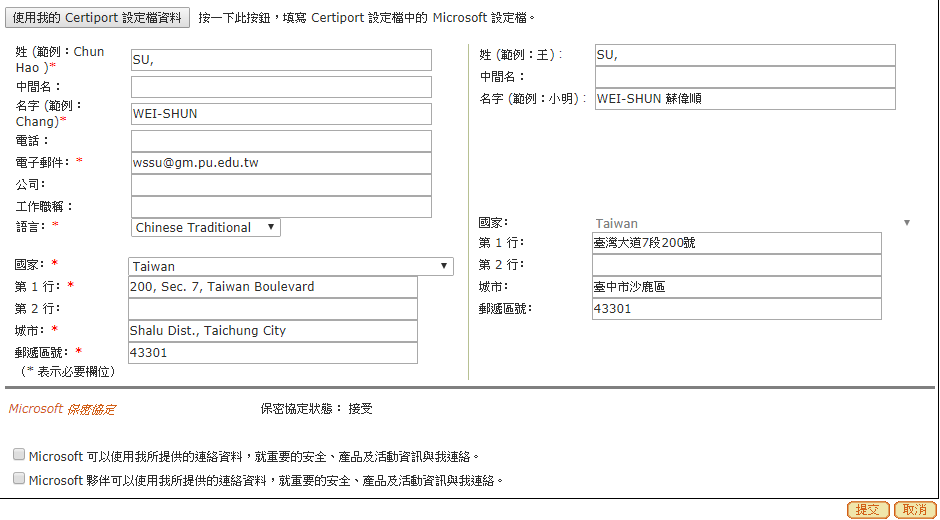 使用我的 Certiport 設定檔資料 按一下此按鈕，填寫 Certiport 設定檔中的 Microsoft 設定檔。
姓 (範例：Chun
Hao )* SU,
中間名：
名字 (範例：
Chang)* WEI-SHUN
電話：
電子郵件: * wssu@gm.pu.edu.tw
公司:
工作職稱：
語言: * Chinese Traditional
國家: * Taiwan
第 1 行: * 200, Sec. 7, Taiwan Boulevard
第 2 行:
城市: * Shalu Dist., Taichung City
郵遞區號: * 43301
（* 表示必要欄位）
姓 (範例：王)： SU,
中間名：
名字 (範例：小明)： WEI-SHUN 蘇偉順
國家: Taiwan
第 1 行: 臺灣大道7段200號
第 2 行:
城市: 臺中市沙鹿區
郵遞區號: 43301
Microsoft 保密協定 保密協定狀態： 接受
Microsoft 可以使用我所提供的連絡資料，就重要的安全、產品及活動資訊與我連絡。
Microsoft 夥伴可以使用我所提供的連絡資料，就重要的安全、產品及活動資訊與我連絡。
提交 取消